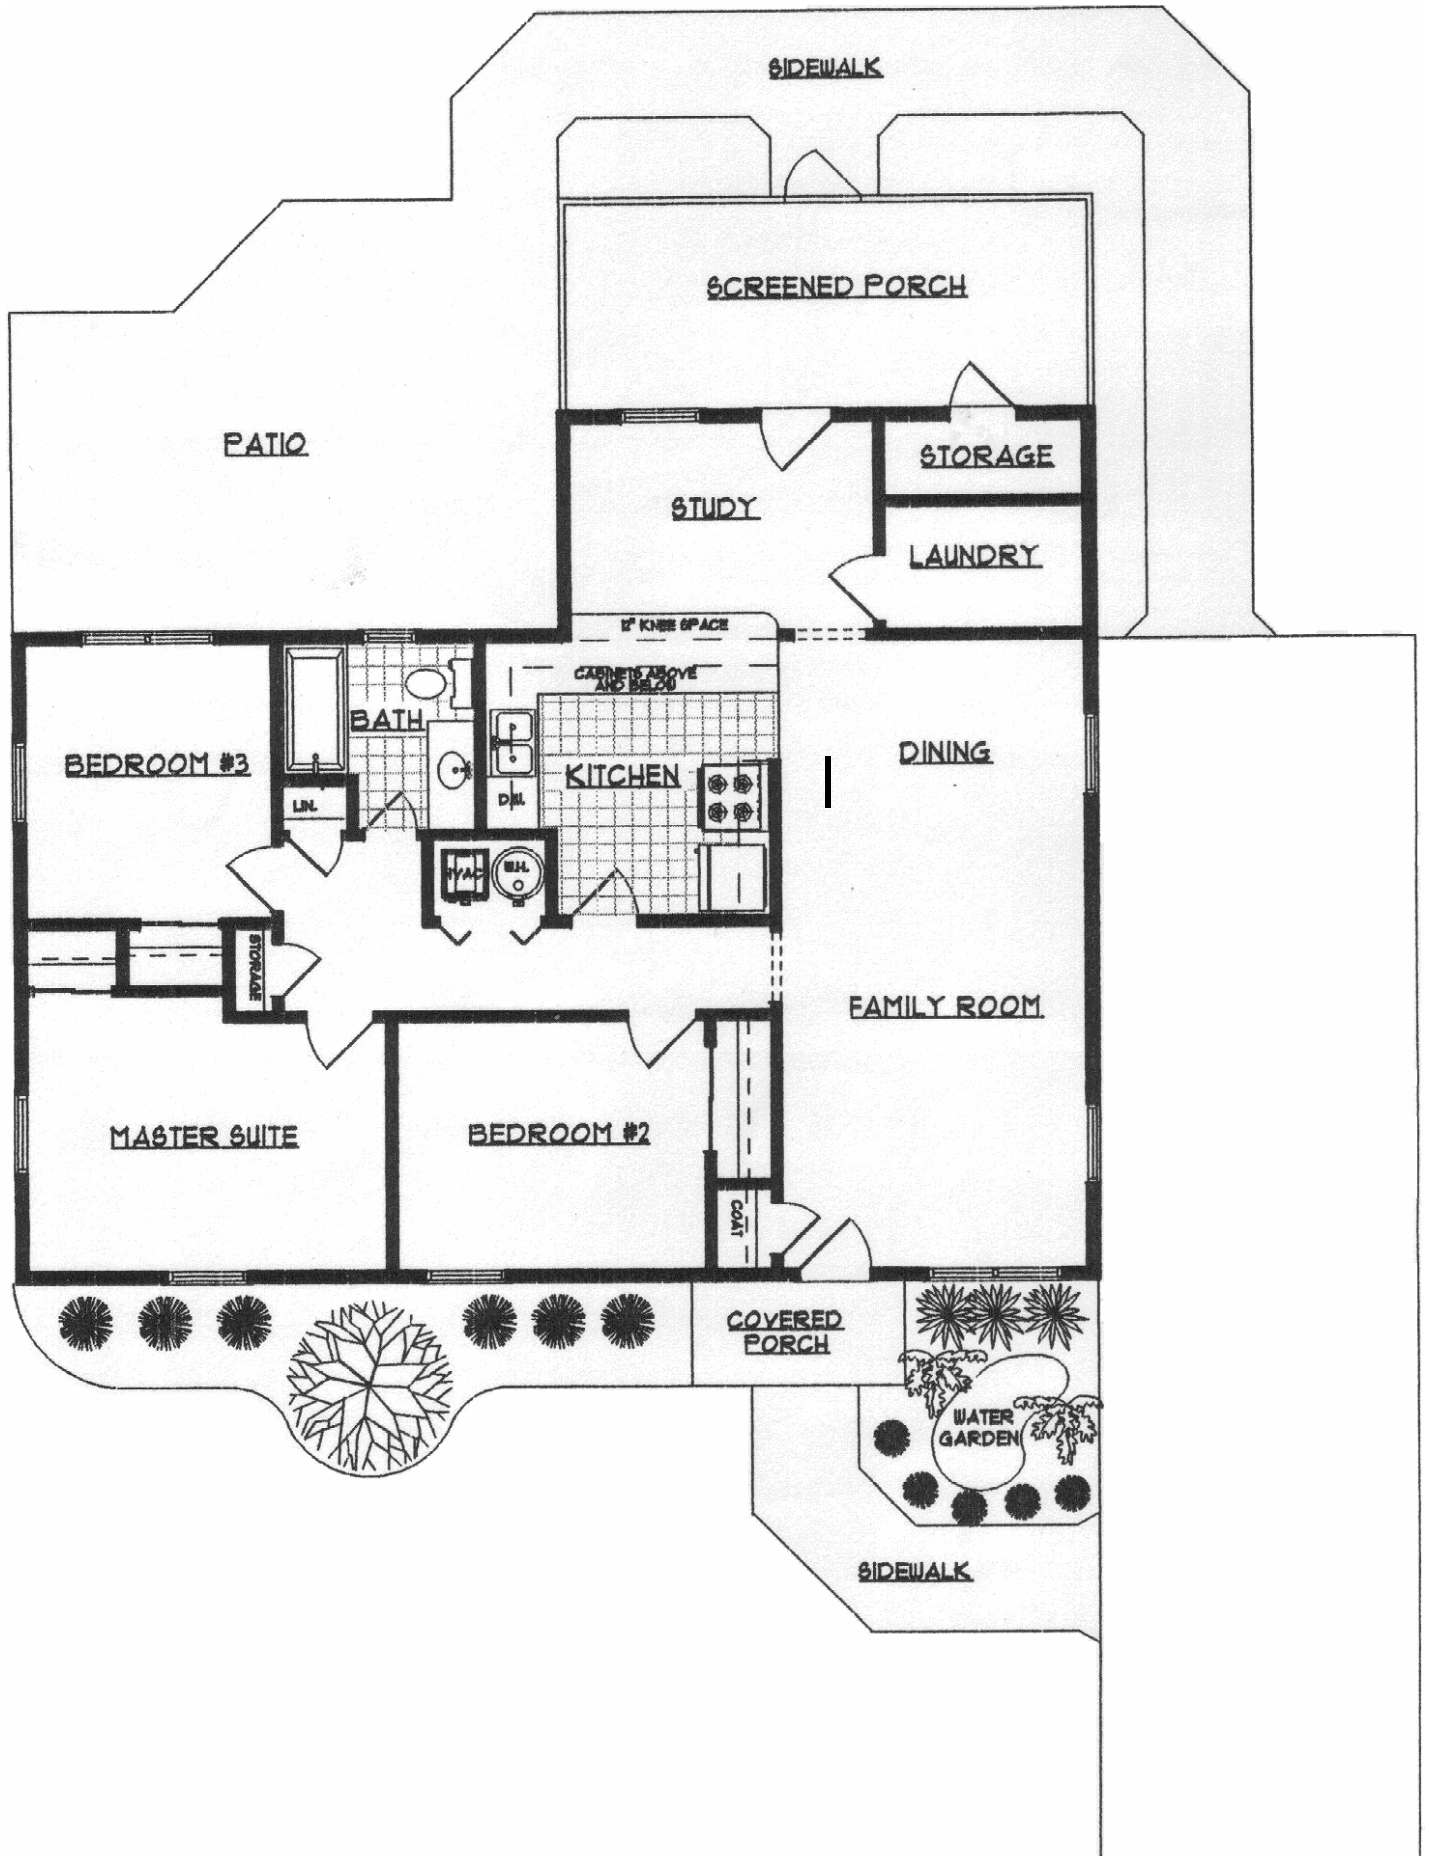 SIDEWALK
SCREENED PORCH
PATIO
STORAGE
STUDY
LAUNDRY
12" KNEE SPACE
CABINETS ABOVE
AND BELOW
BATH
DINING
BEDROOM #3
KITCHEN
LIN.
D.W.
HVAC
W.H.
STORAGE
FAMILY ROOM
MASTER SUITE
BEDROOM #2
COAT
COVERED
PORCH
WATER
GARDEN
SIDEWALK